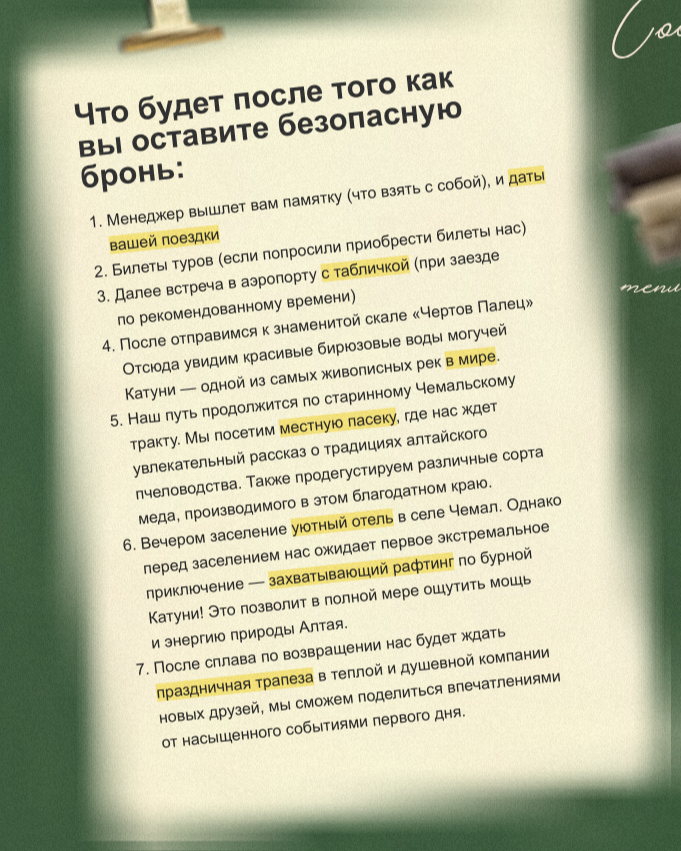 Что будет после того как
вы оставите безопасную
бронь:
1. Менеджер вышлет вам памятку (что взять с собой), и даты
вашей поездки
2. Билеты туров (если попросили приобрести билеты нас)
3. Далее встреча в аэропорту с табличкой (при заезде
по рекомендованному времени)
4. После отправимся к знаменитой скале «Чертов Палец»
Отсюда увидим красивые бирюзовые воды могучей
Катуни — одной из самых живописных рек в мире.
5. Наш путь продолжится по старинному Чемальскому
тракту. Мы посетим местную пасеку, где нас ждет
увлекательный рассказ о традициях алтайского
пчеловодства. Также продегустируем различные сорта
меда, производимого в этом благодатном краю.
6. Вечером заселение уютный отель в селе Чемал. Однако
перед заселением нас ожидает первое экстремальное
приключение — захватывающий рафтинг по бурной
Катуни! Это позволит в полной мере ощутить мощь
и энергию природы Алтая.
7. После сплава по возвращении нас будет ждать
праздничная трапеза в теплой и душевной компании
новых друзей, мы сможем поделиться впечатлениями
от насыщенного событиями первого дня.